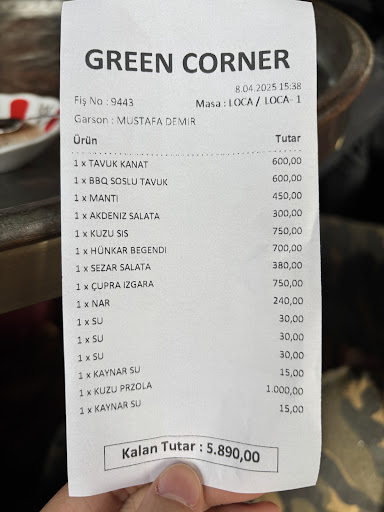 GREEN CORNER
8.04.2025 15:38
Fiş No : 9443 Masa : LOCA / LOCA- 1
Garson : MUSTAFA DEMIR
Ürün Tutar
1 x TAVUK KANAT 600,00
1 x BBQ SOSLU TAVUK 600,00
1 x MANTI 450,00
1 x AKDENIZ SALATA 300,00
1 x KUZU SIS 750,00
1 x HÜNKAR BEGENDI 700,00
1 x SEZAR SALATA 380,00
1 x ÇUPRA IZGARA 750,00
1 x NAR 240,00
1 x SU 30,00
1 x SU 30,00
1 x SU 30,00
1 x KAYNAR SU 15,00
1 x KUZU PRZOLA 1.000,00
1 x KAYNAR SU 15,00
Kalan Tutar : 5.890,00